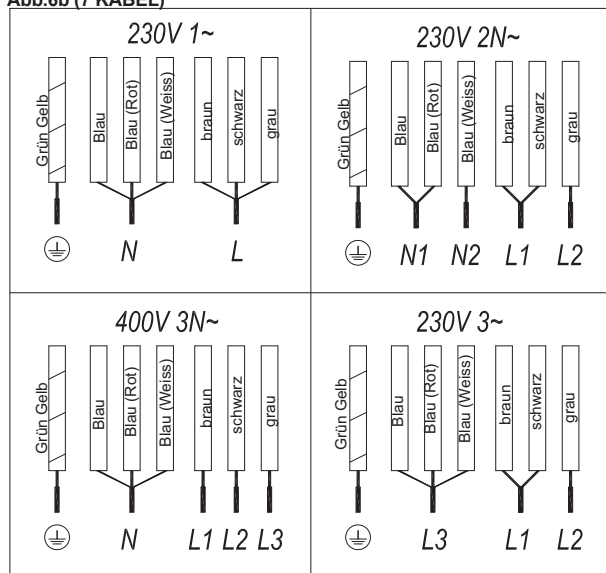 Abb.6b (7 KABEL)
230V 1~
Grün Gelb
Blau
Blau (Rot)
Blau (Weiss)
braun
schwarz
grau
N
L
230V 2N~
Grün Gelb
Blau
Blau (Rot)
Blau (Weiss)
braun
schwarz
grau
N1 N2 L1 L2
400V 3N~
Grün Gelb
Blau
Blau (Rot)
Blau (Weiss)
braun
schwarz
grau
N L1 L2 L3
230V 3~
Grün Gelb
Blau
Blau (Rot)
Blau (Weiss)
braun
schwarz
grau
L3 L1 L2